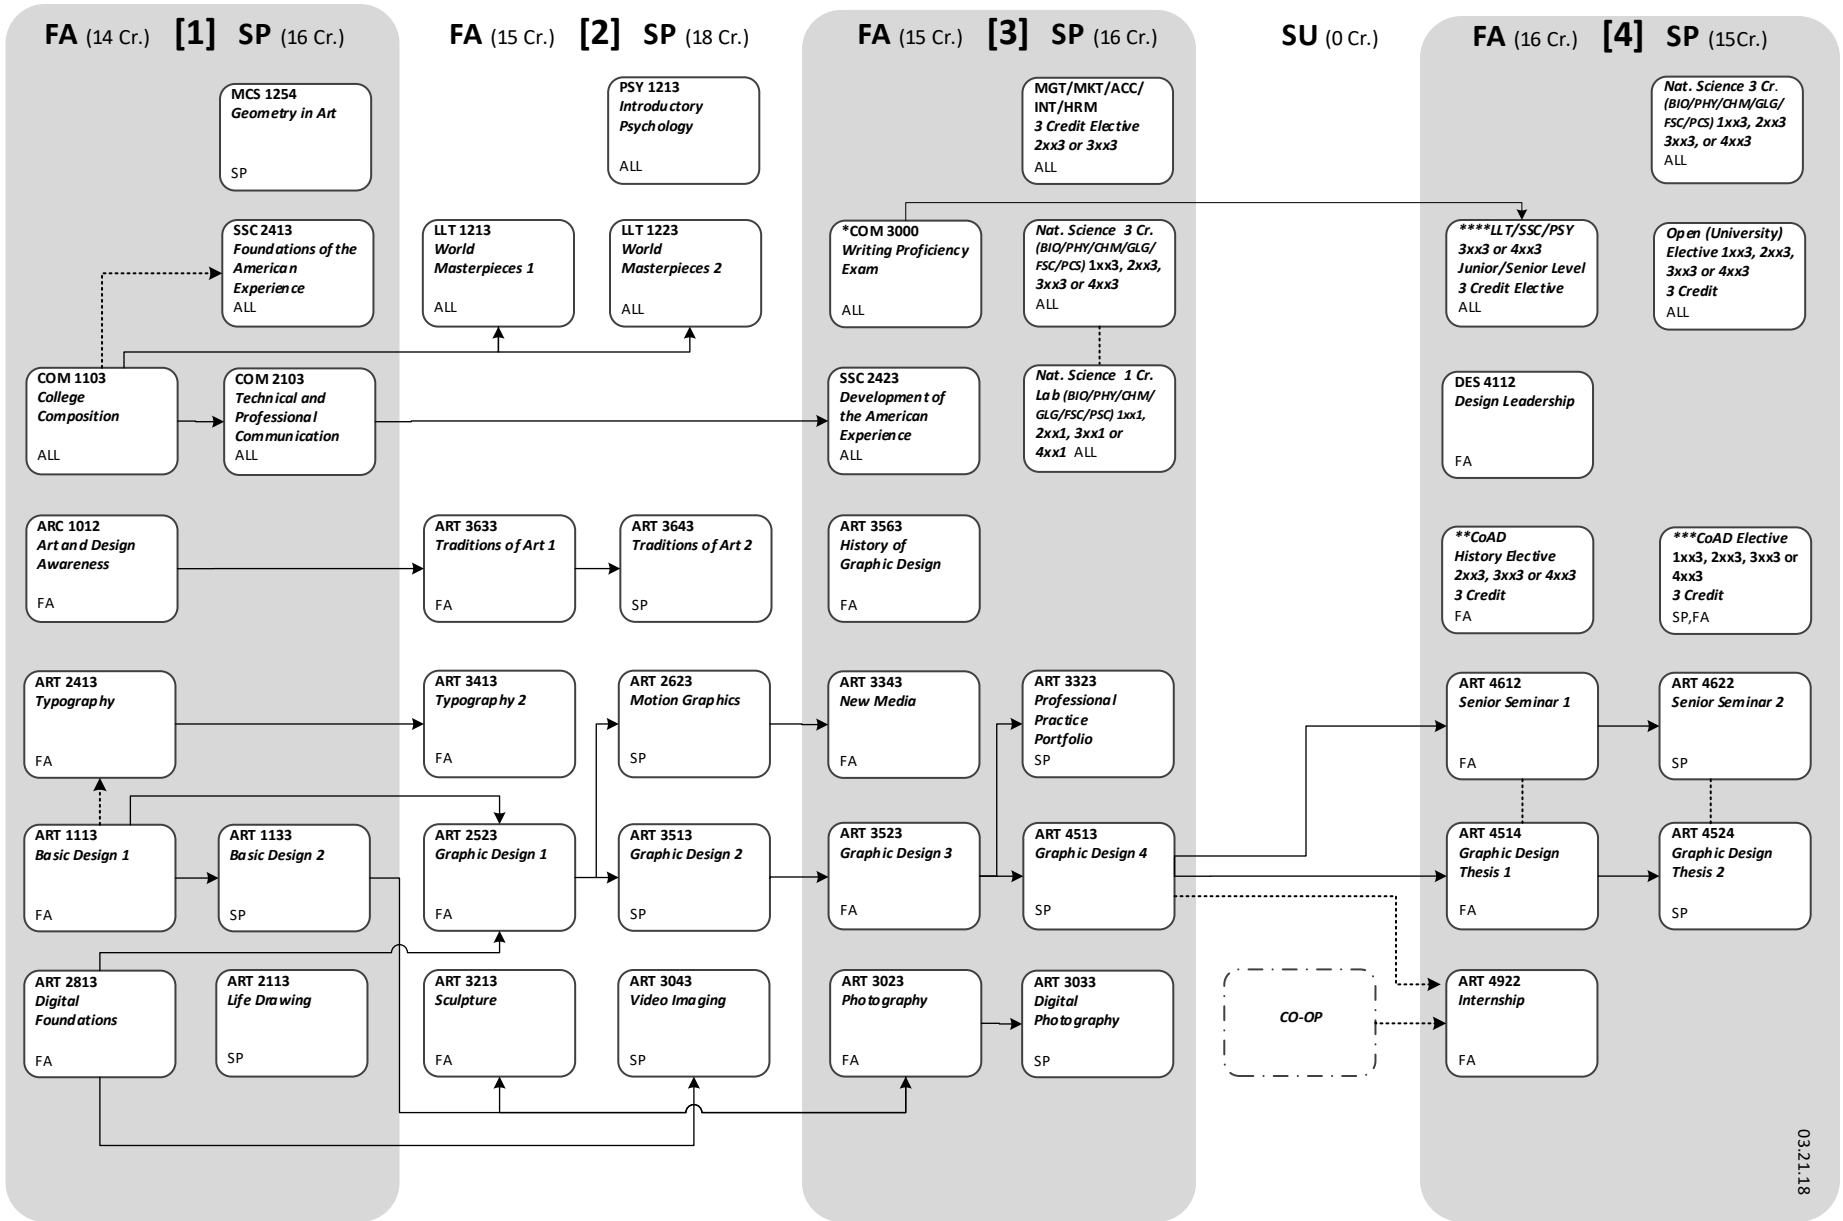 FA (14 Cr.) [1] SP (16 Cr.)
FA (15 Cr.) [2] SP (18 Cr.)
FA (15 Cr.) [3] SP (16 Cr.)
SU (0 Cr.)
FA (16 Cr.) [4] SP (15Cr.)
MCS 1254
Geometry in Art
SP
PSY 1213
Introductory
Psychology
ALL
MGT/MKT/ACC/
INT/HRM
3 Credit Elective
2xx3 or 3xx3
ALL
Nat. Science 3 Cr.
(BIO/PHY/CHM/GLG/
FSC/PCS) 1xx3, 2xx3
3xx3, or 4xx3
ALL
SSC 2413
Foundations of the
American
Experience
ALL
LLT 1213
World
Masterpieces 1
ALL
LLT 1223
World
Masterpieces 2
ALL
*COM 3000
Writing Proficiency
Exam
ALL
Nat. Science 3 Cr.
(BIO/PHY/CHM/GLG/
FSC/PCS) 1xx3, 2xx3,
3xx3 or 4xx3
ALL
****LLT/SSC/PSY
3xx3 or 4xx3
Junior/Senior Level
3 Credit Elective
ALL
Open (University)
Elective 1xx3, 2xx3,
3xx3 or 4xx3
3 Credit
ALL
COM 1103
College
Composition
ALL
COM 2103
Technical and
Professional
Communication
ALL
SSC 2423
Development of
the American
Experience
ALL
Nat. Science 1 Cr.
Lab (BIO/PHY/CHM/
GLG/FSC/PSC) 1xx1,
2xx1, 3xx1 or
4xx1 ALL
DES 4112
Design Leadership
FA
ARC 1012
Art and Design
Awareness
FA
ART 3633
Traditions of Art 1
FA
ART 3643
Traditions of Art 2
SP
ART 3563
History of
Graphic Design
FA
**CoAD
History Elective
2xx3, 3xx3 or 4xx3
3 Credit
FA
***CoAD Elective
1xx3, 2xx3, 3xx3 or
4xx3
3 Credit
SP,FA
ART 2413
Typography
FA
ART 3413
Typography 2
FA
ART 2623
Motion Graphics
SP
ART 3343
New Media
FA
ART 3323
Professional
Practice
Portfolio
SP
ART 4612
Senior Seminar 1
FA
ART 4622
Senior Seminar 2
SP
ART 1113
Basic Design 1
FA
ART 1133
Basic Design 2
SP
ART 2523
Graphic Design 1
FA
ART 3513
Graphic Design 2
SP
ART 3523
Graphic Design 3
FA
ART 4513
Graphic Design 4
SP
ART 4514
Graphic Design
Thesis 1
FA
ART 4524
Graphic Design
Thesis 2
SP
ART 2813
Digital
Foundations
FA
ART 2113
Life Drawing
SP
ART 3213
Sculpture
FA
ART 3043
Video Imaging
SP
ART 3023
Photography
FA
ART 3033
Digital
Photography
SP
CO-OP
ART 4922
Internship
FA
03.21.18